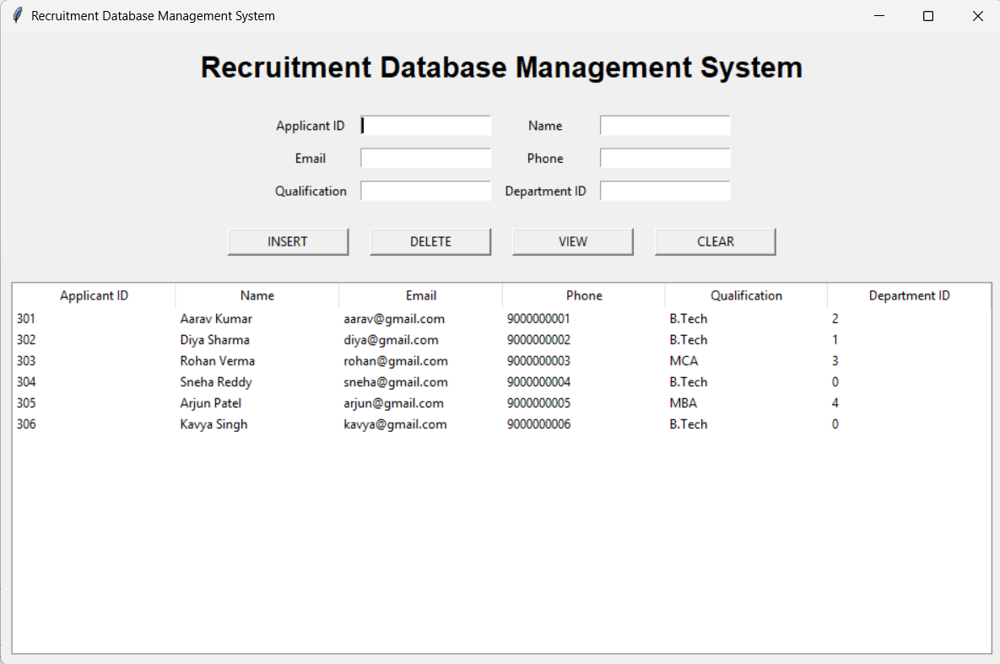 Recruitment Database Management System
Recruitment Database Management System
Applicant ID Name
Email Phone
Qualification Department ID
INSERT DELETE VIEW CLEAR
Applicant ID Name Email Phone Qualification Department ID
301 Aarav Kumar aarav@gmail.com 9000000001 B.Tech 2
302 Diya Sharma diya@gmail.com 9000000002 B.Tech 1
303 Rohan Verma rohan@gmail.com 9000000003 MCA 3
304 Sneha Reddy sneha@gmail.com 9000000004 B.Tech 0
305 Arjun Patel arjun@gmail.com 9000000005 MBA 4
306 Kavya Singh kavya@gmail.com 9000000006 B.Tech 0